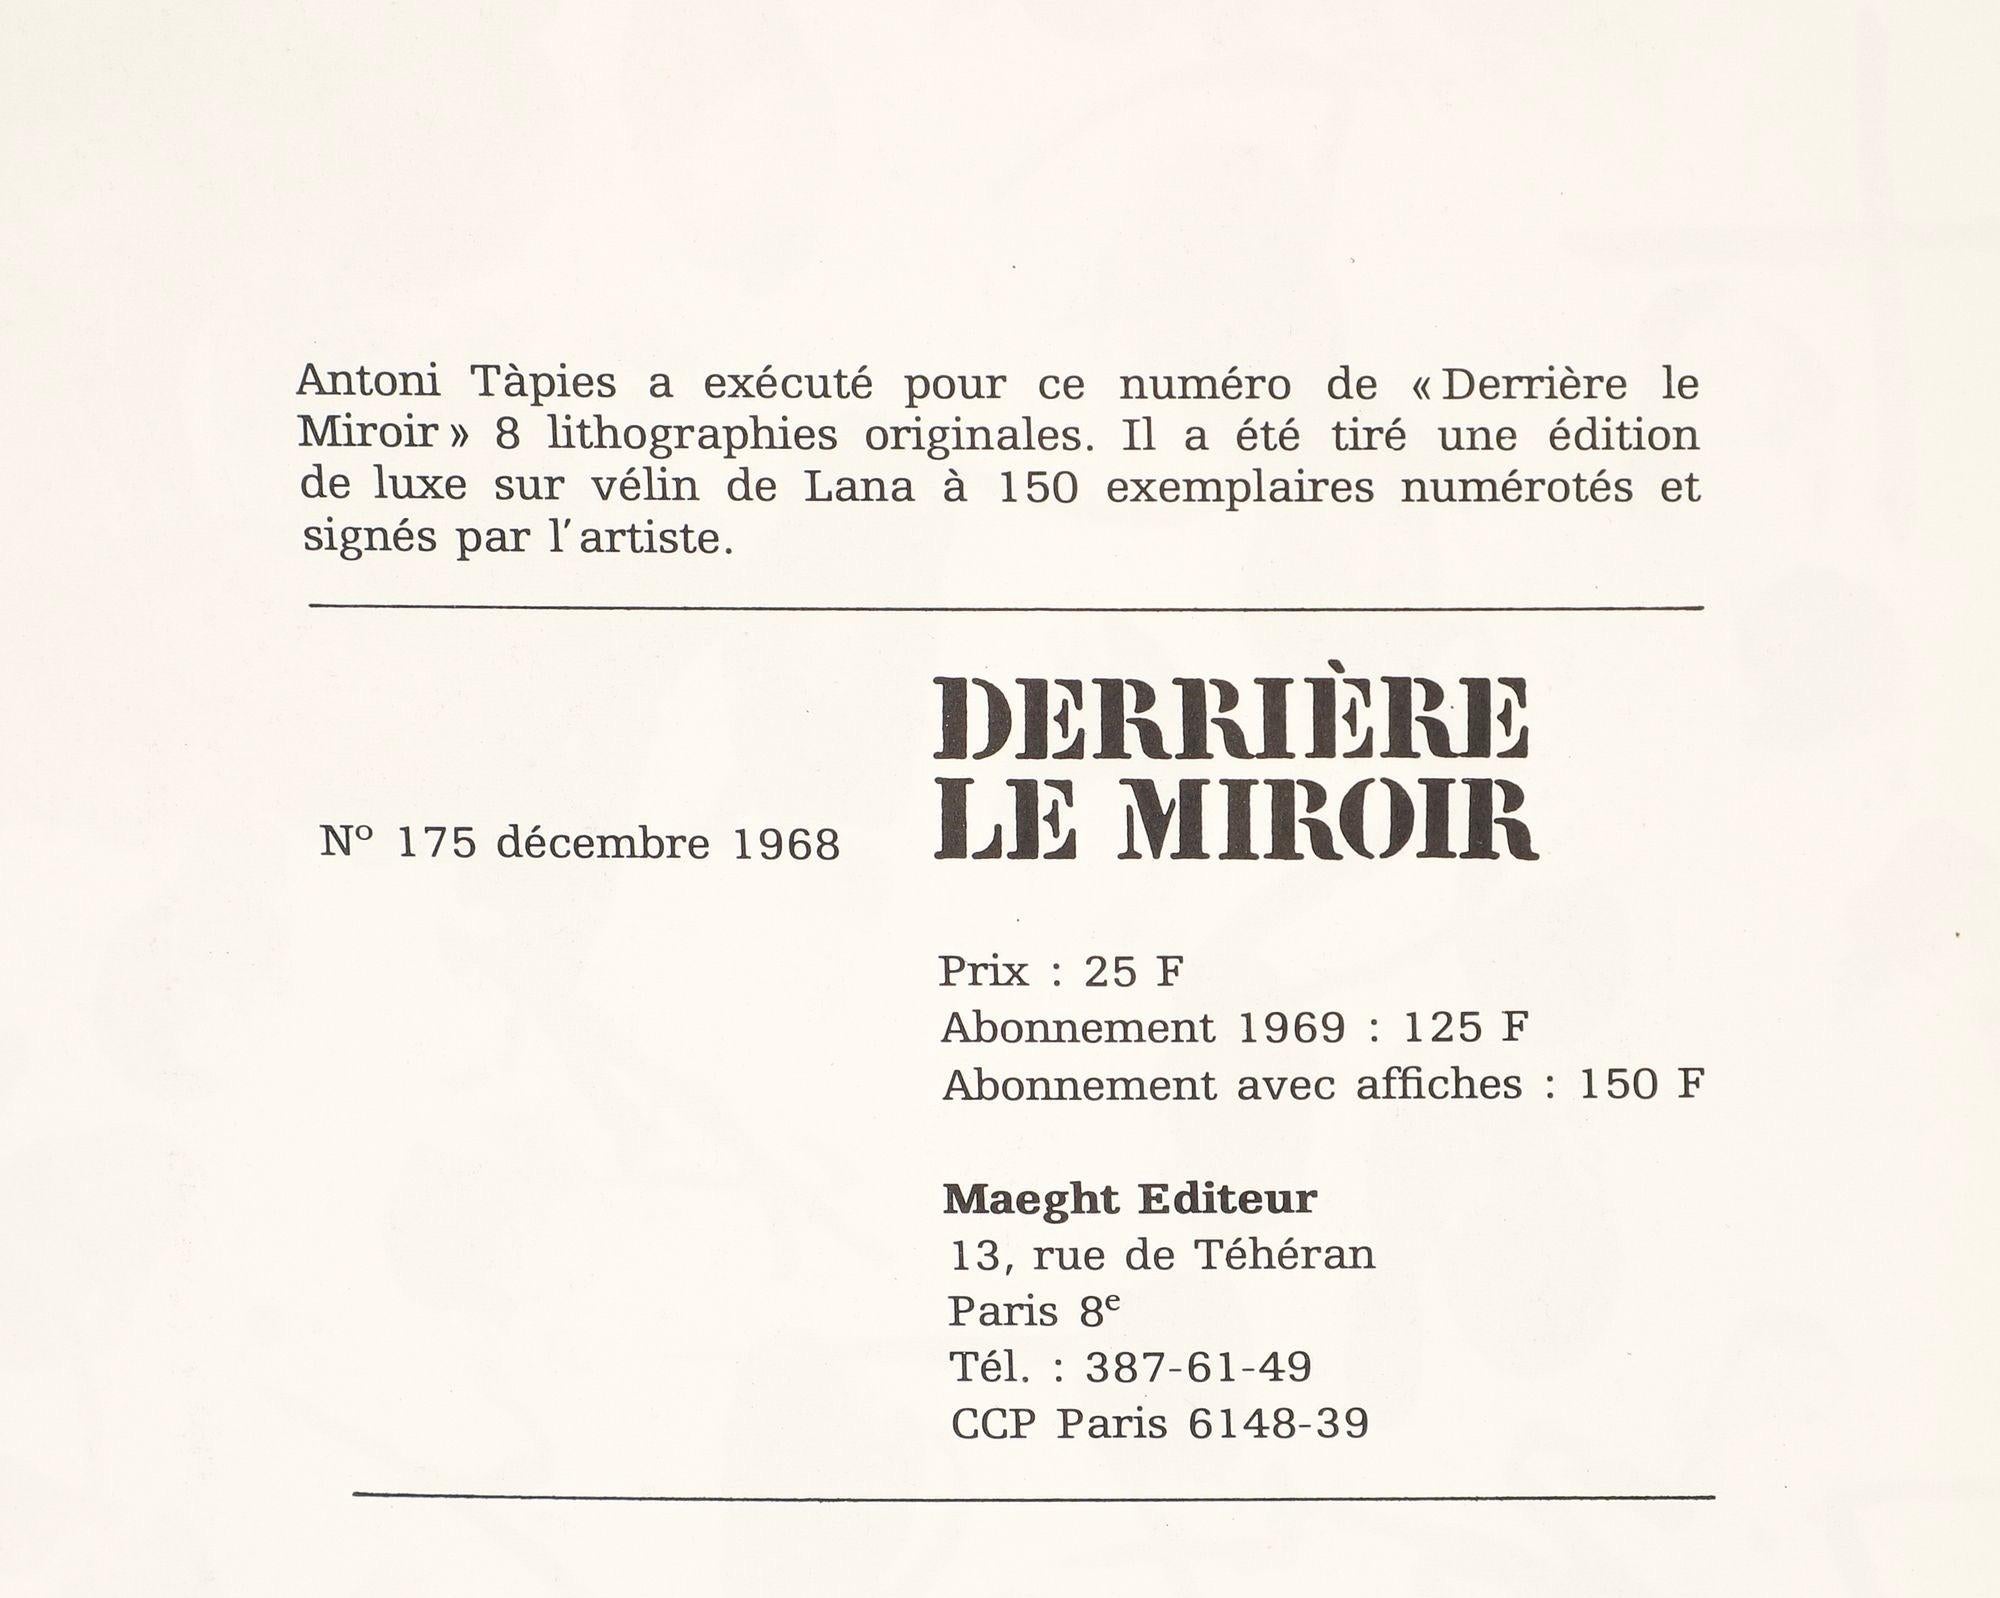 Antoni Tàpies a exécuté pour ce numéro de « Derrière le
Miroir » 8 lithographies originales. Il a été tiré une édition
de luxe sur vélin de Lana à 150 exemplaires numérotés et
signés par l'artiste.
DERRIÈRE
LE MIROIR
Nº 175 décembre 1968
Prix : 25 F
Abonnement 1969 : 125 F
Abonnement avec affiches : 150 F
Maeght Editeur
13, rue de Téhéran
Paris 8ᵉ
Tél. : 387-61-49
CCP Paris 6148-39